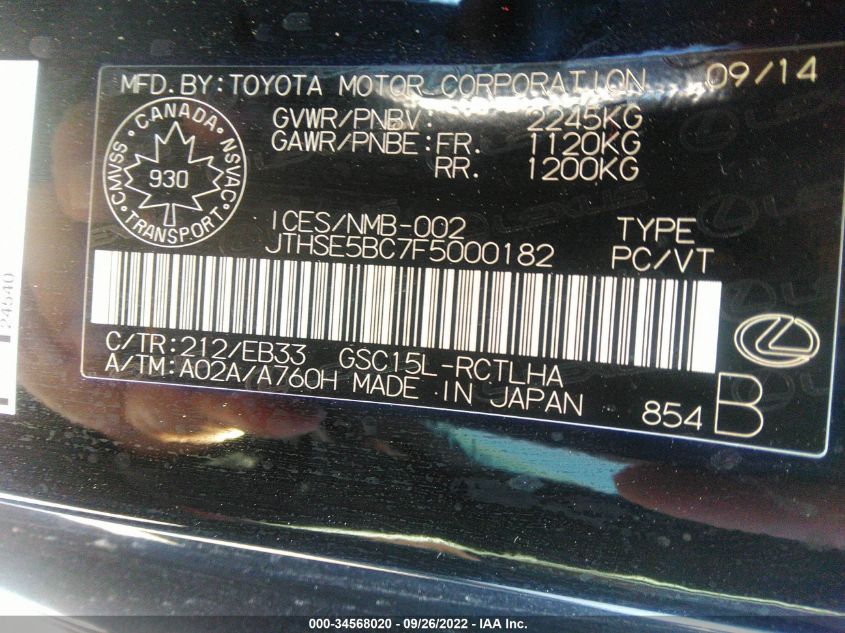 MFD.BY:TOYOTA MOTOR CORPORATION 09/14
GVWR/PNBV: 2245KG
GAWR/PNBE:FR. 1120KG
RR. 1200KG
CANADA
CMVSS NSVAC
930
TRANSPORT
ICES/NMB-002 TYPE
JTHSE5BC7F5000182 PC/VT
C/TR:212/EB33 GSC15L-RCTLHA
A/TM:A02A/A760H MADE IN JAPAN
854 B
24540
000-34568020 - 09/26/2022 - IAA Inc.